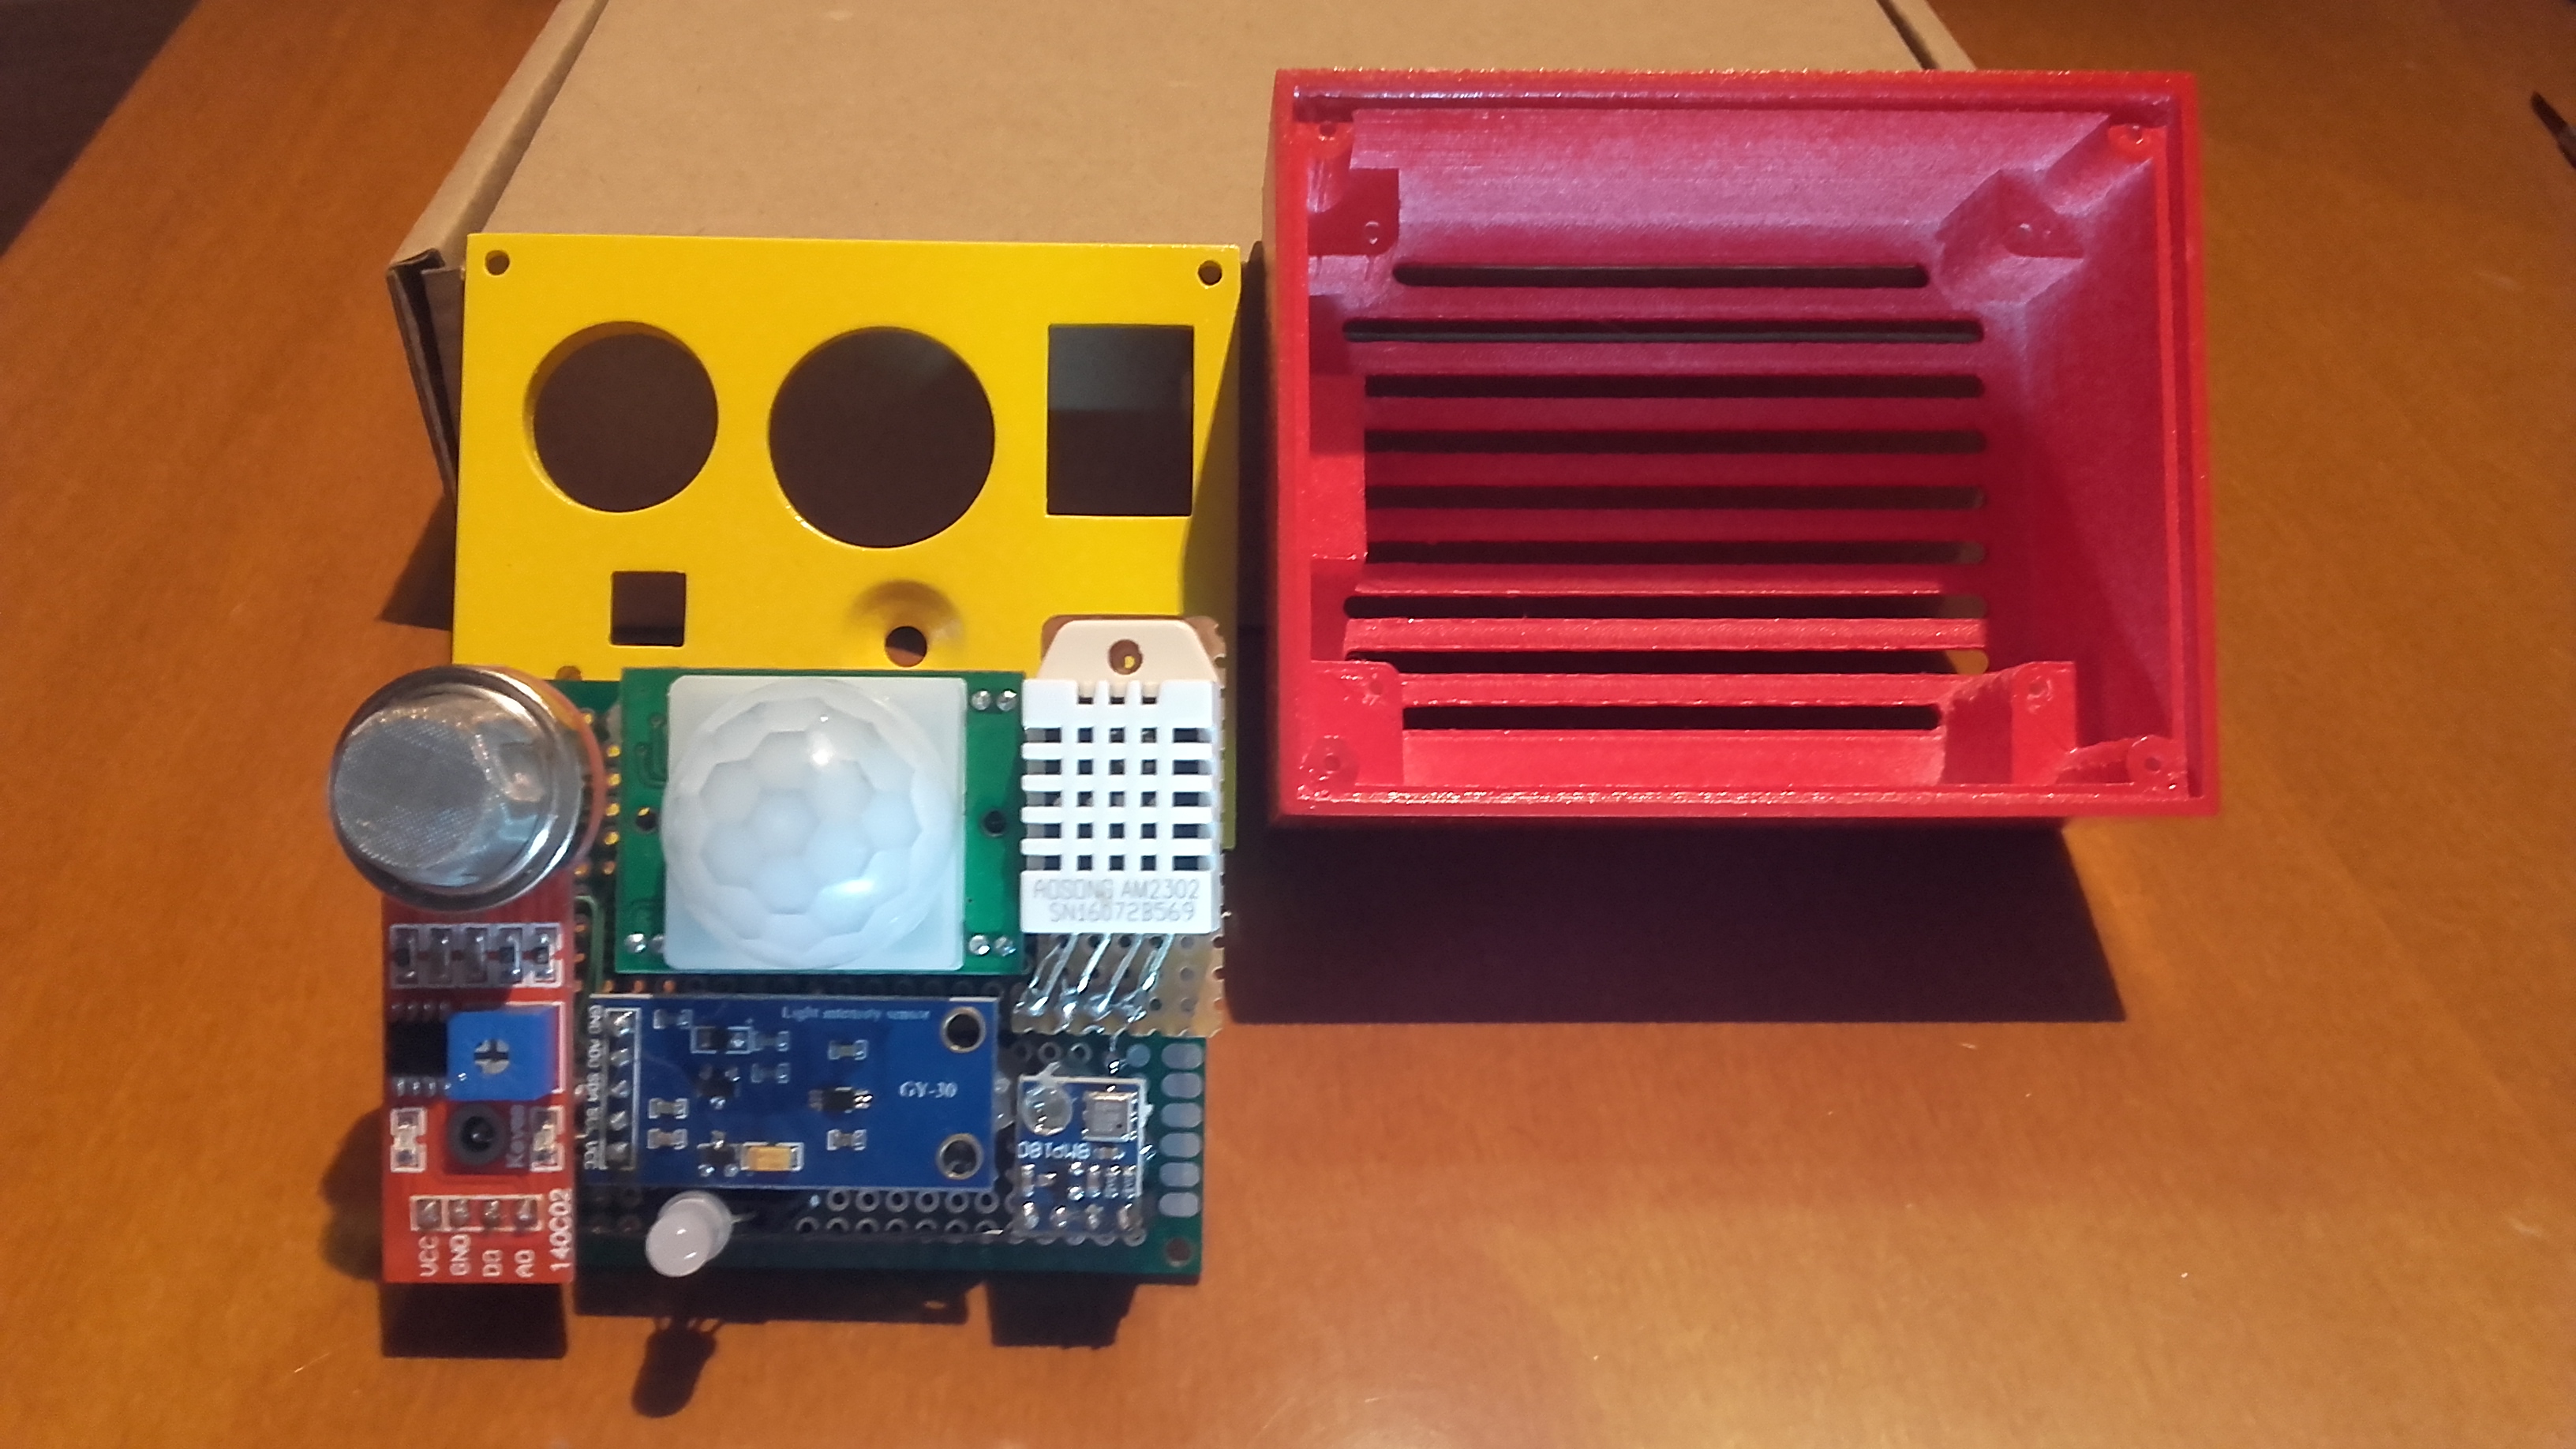 AOSONG AM2302
SN16072B569
Light intensity sensor
GY-30
GND ADD SDA SCL VCC
BMP180
Keyes
VCC
GND
D0
A0
140C02